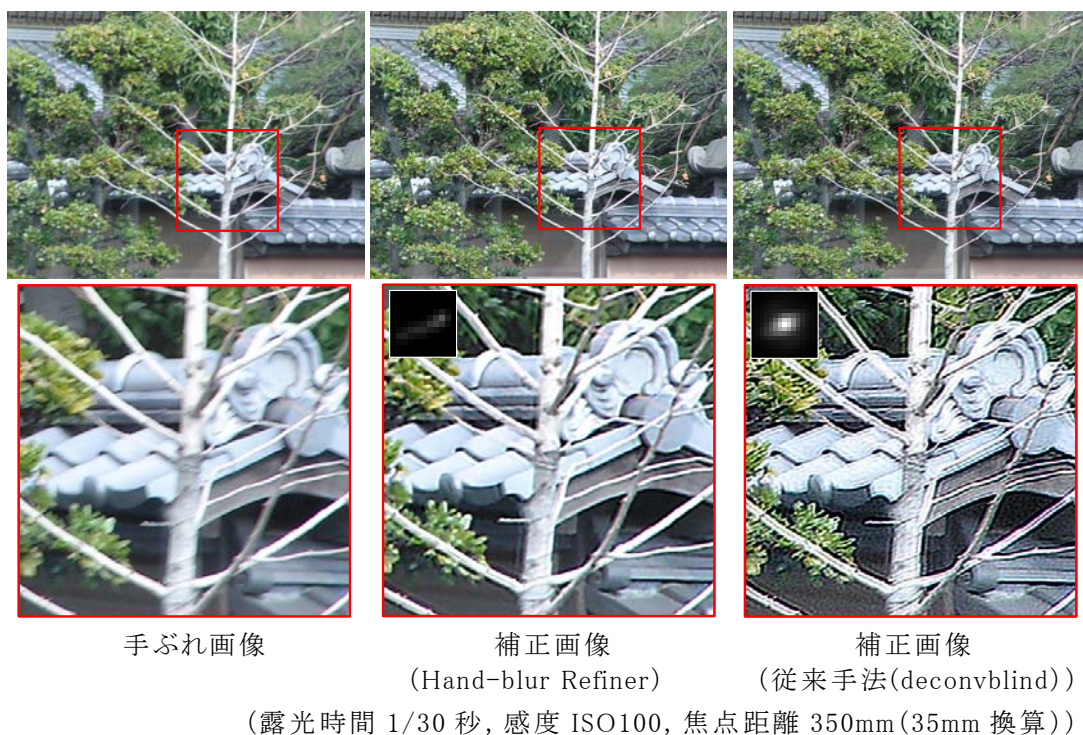 手ぶれ画像
補正画像
(Hand-blur Refiner)
補正画像
(従来手法(deconvblind))
(露光時間 1/30 秒, 感度 ISO100, 焦点距離 350mm(35mm 換算))